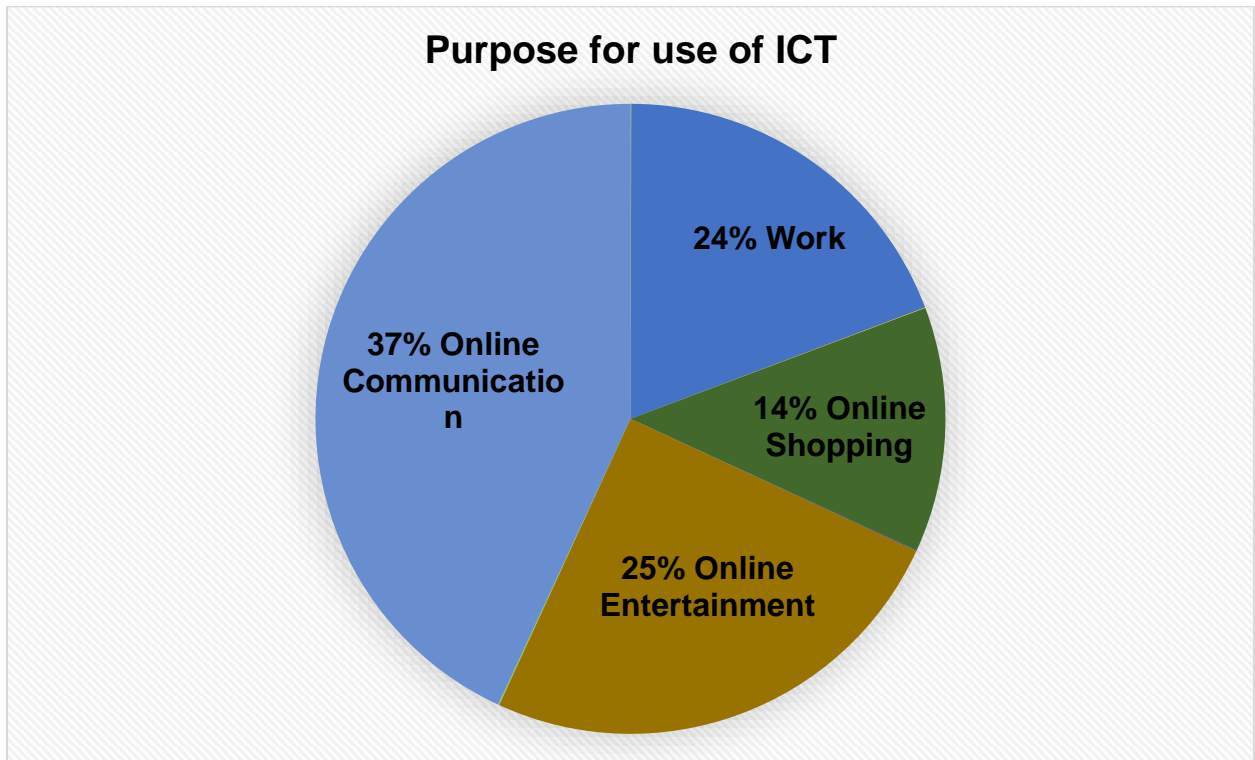 Purpose for use of ICT
24% Work
37% Online
Communicatio
n
14% Online
Shopping
25% Online
Entertainment